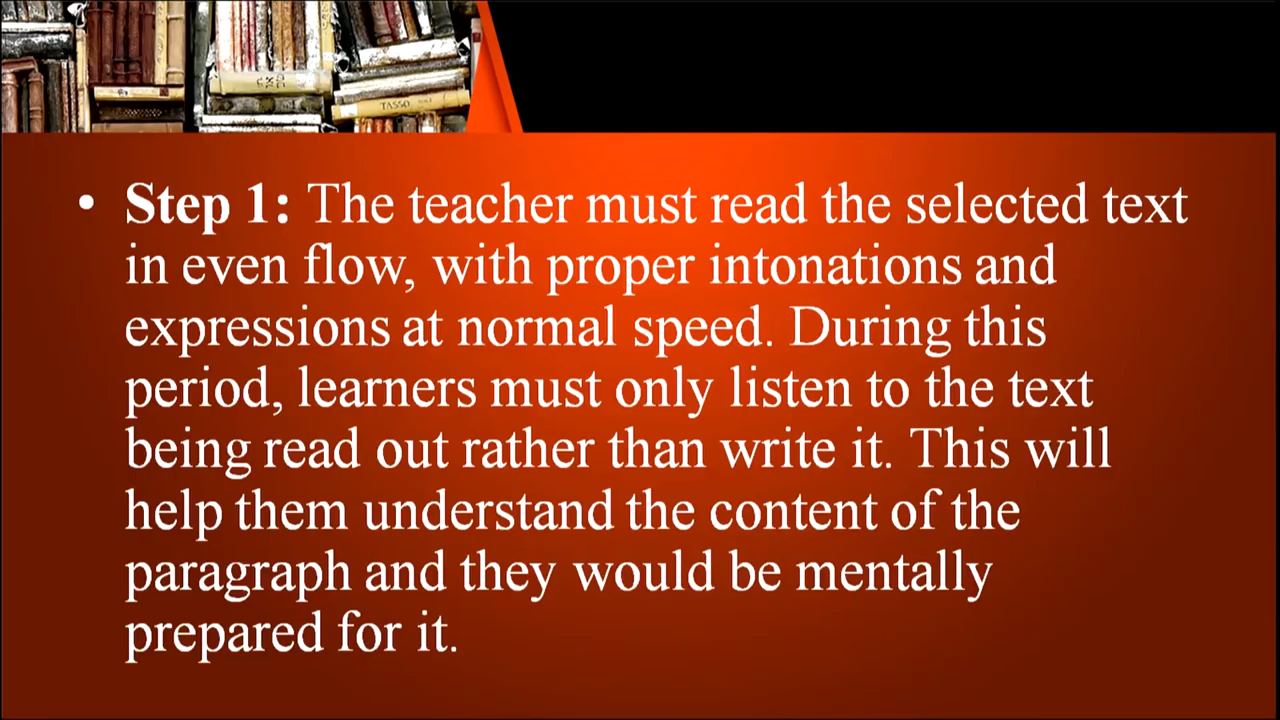 TASSO
• Step 1: The teacher must read the selected text
in even flow, with proper intonations and
expressions at normal speed. During this
period, learners must only listen to the text
being read out rather than write it. This will
help them understand the content of the
paragraph and they would be mentally
prepared for it.